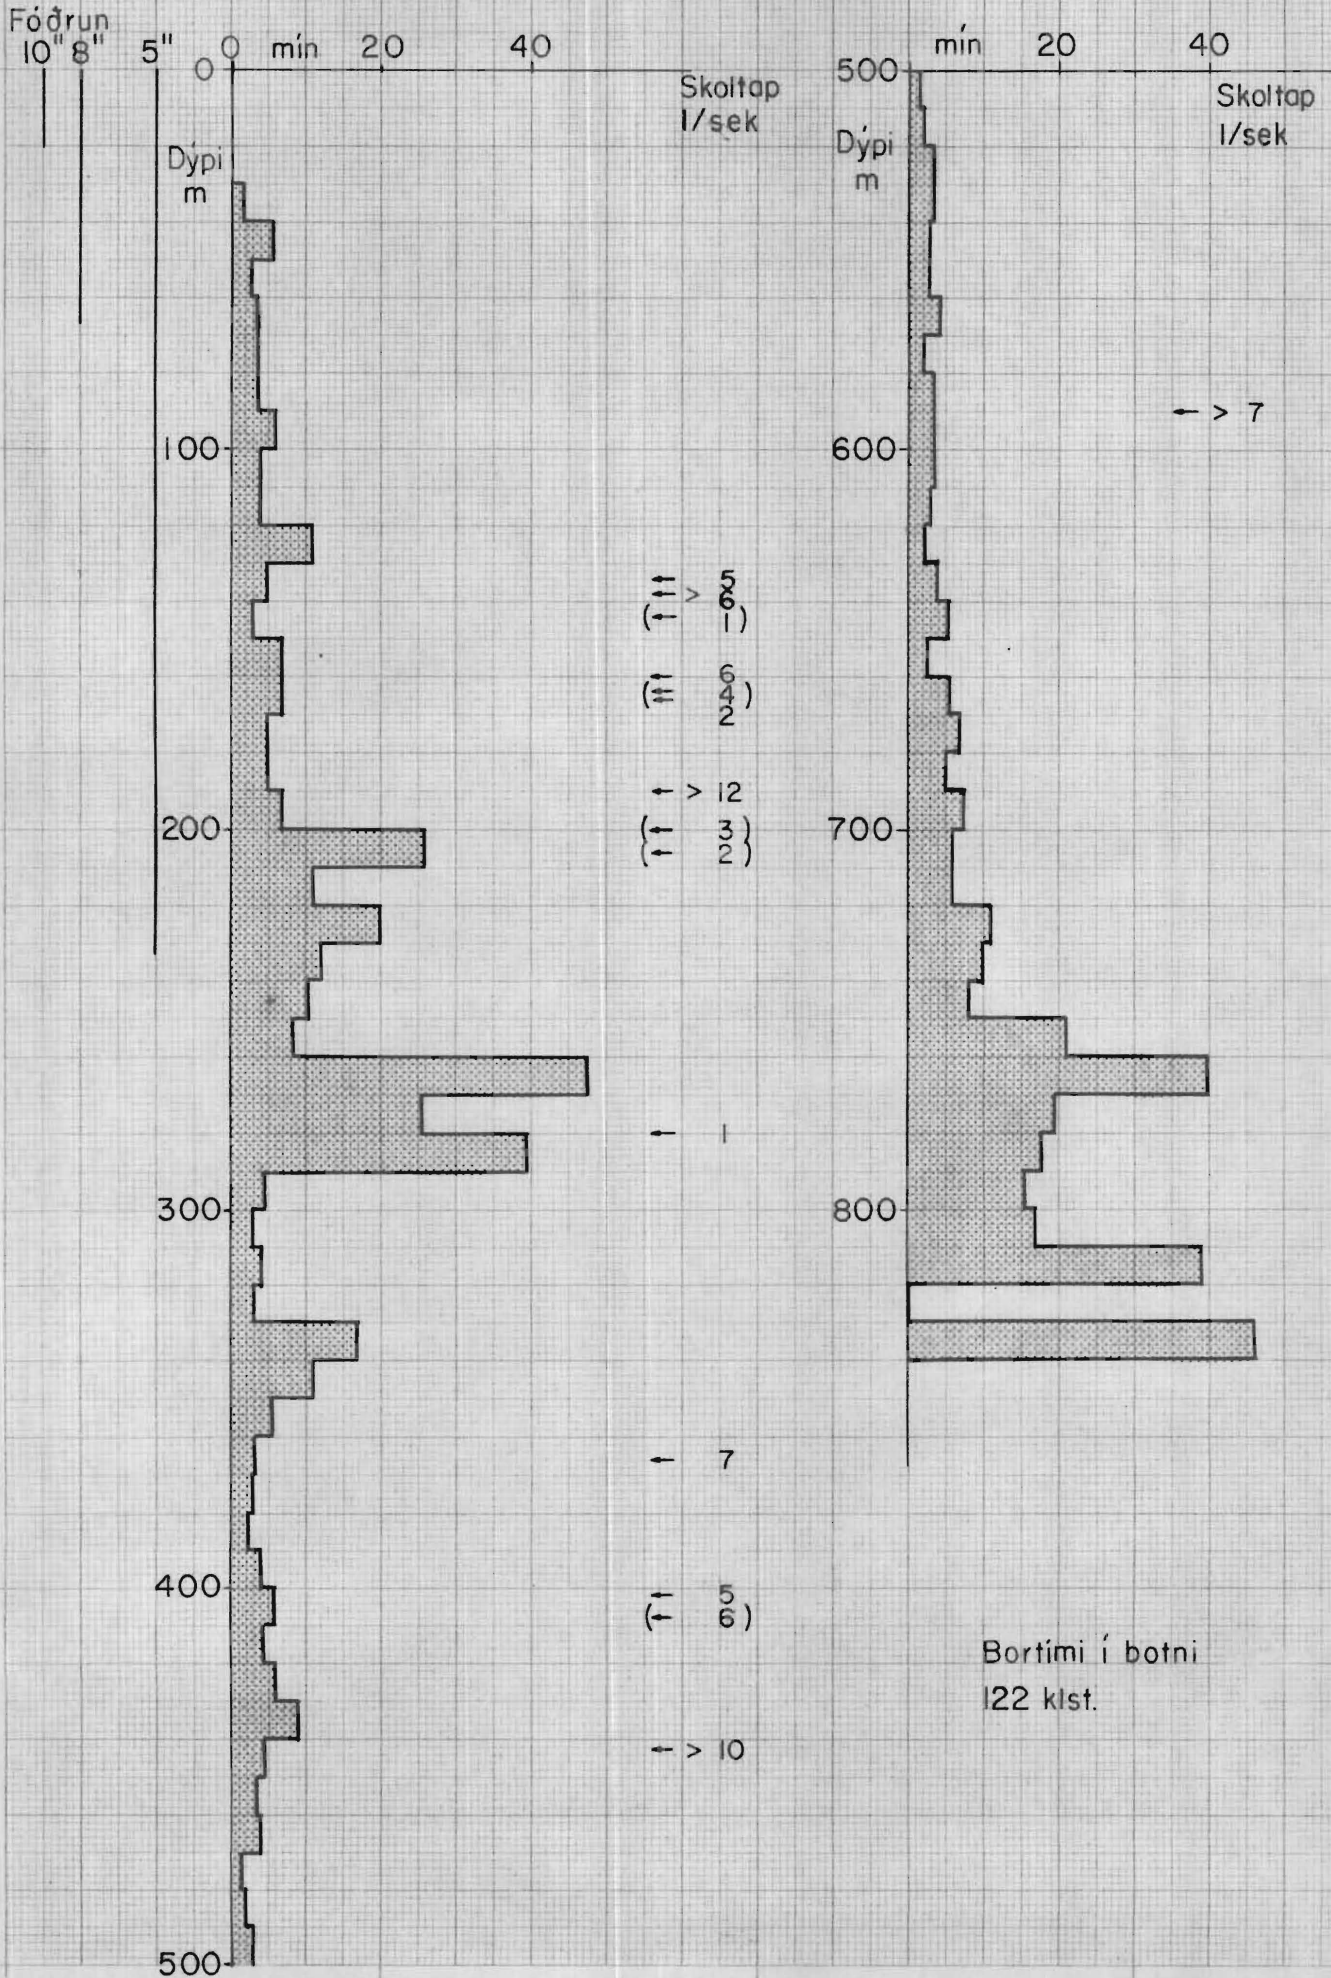 Fóðrun
10" 8" 5" 0 mín 20 40
0
Skoltap
l/sek
Dýpi
m
100
← 5
← > 6
(← 1)
← 6
(← 4)
← 2
← > 12
200
(← 3)
(← 2)
← 1
300
← 7
400
← 5
(← 6)
← > 10
500
mín 20 40
500
Skoltap
l/sek
Dýpi
m
← > 7
600
700
800
Bortími í botni
122 klst.